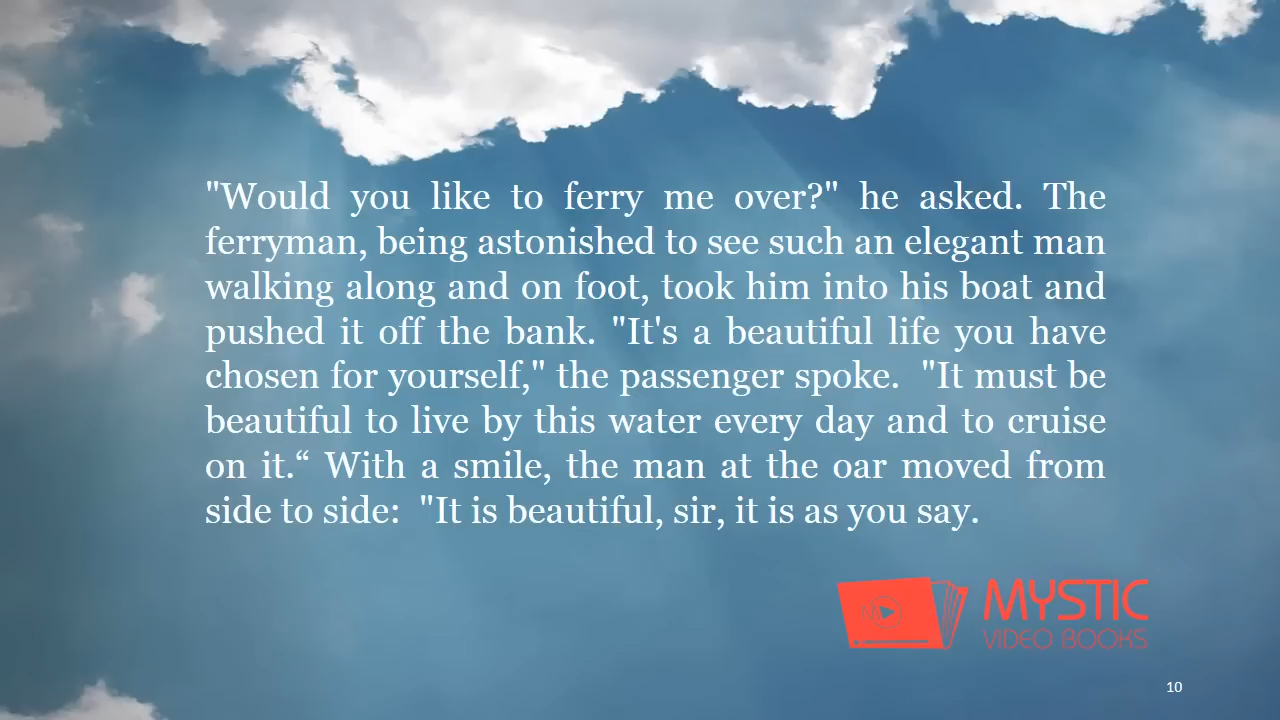 "Would you like to ferry me over?" he asked. The
ferryman, being astonished to see such an elegant man
walking along and on foot, took him into his boat and
pushed it off the bank. "It's a beautiful life you have
chosen for yourself," the passenger spoke.  "It must be
beautiful to live by this water every day and to cruise
on it.“ With a smile, the man at the oar moved from
side to side:  "It is beautiful, sir, it is as you say.
MYSTIC
VIDEO BOOKS
10